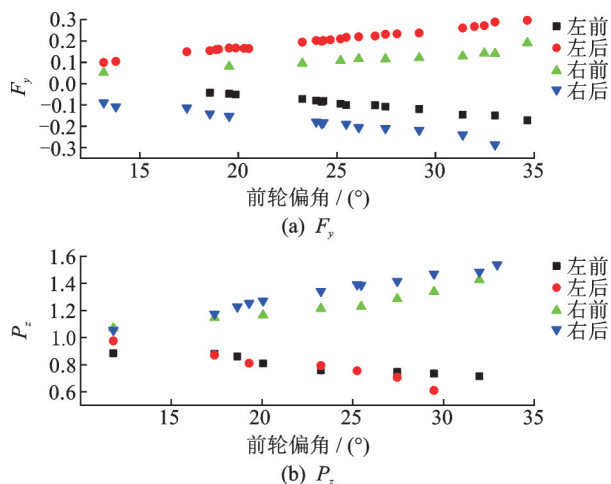 (a)
0.3
0.2
0.1
0.0
−0.1
−0.2
−0.3
F_y
左前
左后
右前
右后
15 20 25 30 35
前轮偏角 / (°)
(a) F_y
(b)
1.6
1.4
1.2
1.0
0.8
0.6
P_z
左前
左后
右前
右后
15 20 25 30 35
前轮偏角 / (°)
(b) P_z